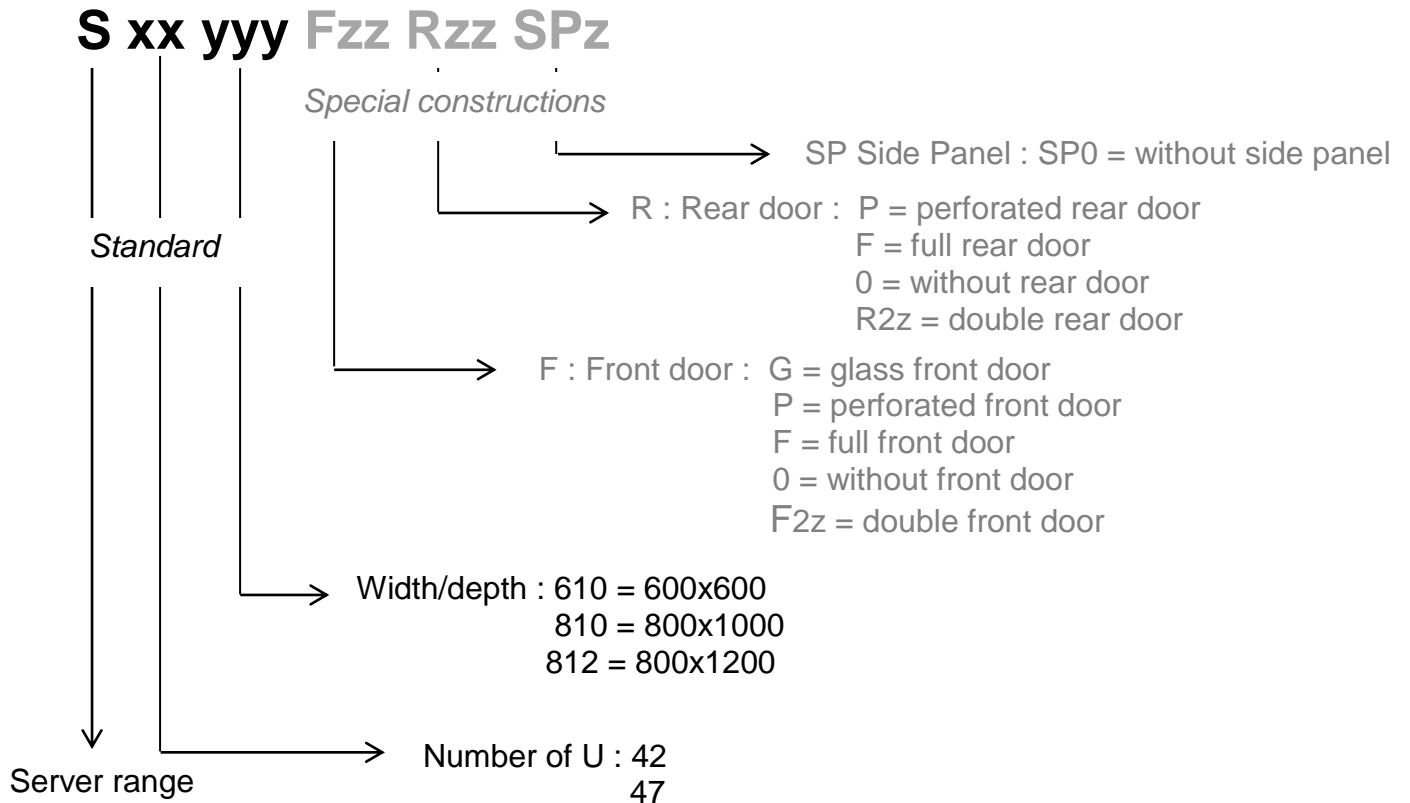 S xx yyy Fzz Rzz SPz
Special constructions
SP Side Panel : SP0 = without side panel
R : Rear door : P = perforated rear door
F = full rear door
0 = without rear door
R2z = double rear door
Standard
F : Front door : G = glass front door
P = perforated front door
F = full front door
0 = without front door
F2z = double front door
Width/depth : 610 = 600x600
810 = 800x1000
812 = 800x1200
Number of U : 42
47
Server range